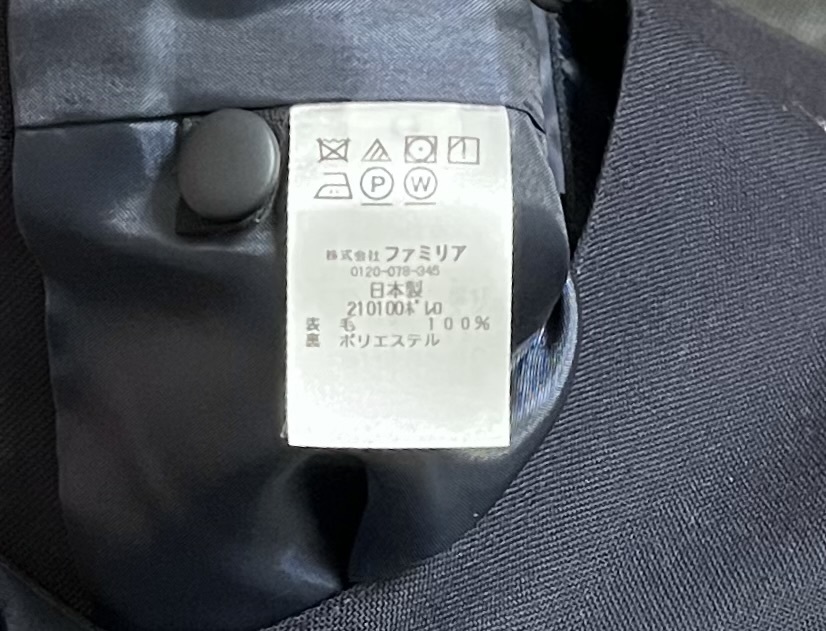 P W
株式会社 ファミリア
0120-078-345
日本製
210100ﾎﾞﾚﾛ
表 毛 100%
裏 ポリエステル